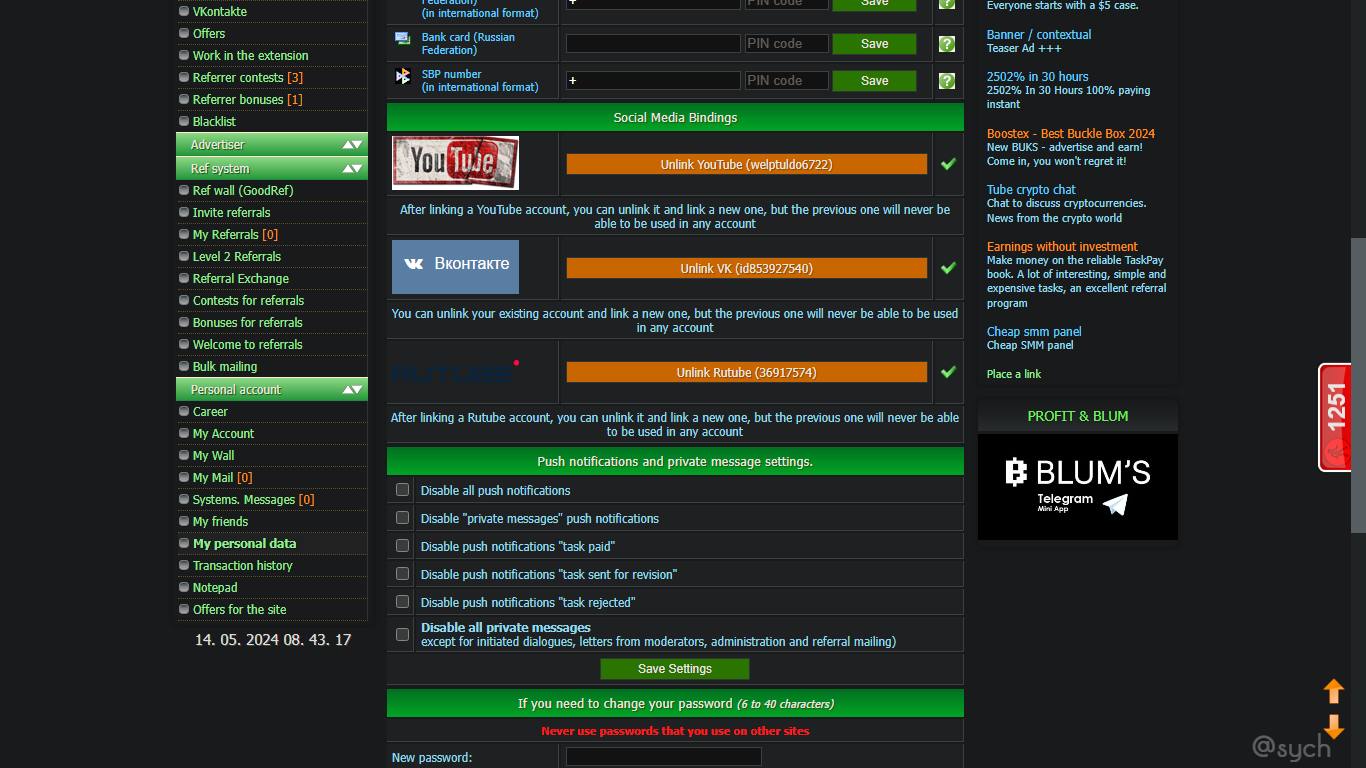 VKontakte
Offers
Work in the extension
Referrer contests [3]
Referrer bonuses [1]
Blacklist
Advertiser
Ref system
Ref wall (GoodRef)
Invite referrals
My Referrals [0]
Level 2 Referrals
Referral Exchange
Contests for referrals
Bonuses for referrals
Welcome to referrals
Bulk mailing
Personal account
Career
My Account
My Wall
My Mail [0]
Systems. Messages [0]
My friends
My personal data
Transaction history
Notepad
Offers for the site
14. 05. 2024 08. 43. 17
Federation)
(in international format)
+
PIN code
Save
Bank card (Russian
Federation)
PIN code
Save
SBP number
(in international format)
+
PIN code
Save
Social Media Bindings
YouTube
Unlink YouTube (welptuldo6722)
After linking a YouTube account, you can unlink it and link a new one, but the previous one will never be
able to be used in any account
Вконтакте
Unlink VK (id853927540)
You can unlink your existing account and link a new one, but the previous one will never be able to be used
in any account
RUTUBE
Unlink Rutube (36917574)
After linking a Rutube account, you can unlink it and link a new one, but the previous one will never be able
to be used in any account
Push notifications and private message settings.
Disable all push notifications
Disable "private messages" push notifications
Disable push notifications "task paid"
Disable push notifications "task sent for revision"
Disable push notifications "task rejected"
Disable all private messages
except for initiated dialogues, letters from moderators, administration and referral mailing)
Save Settings
If you need to change your password (6 to 40 characters)
Never use passwords that you use on other sites
New password:
Everyone starts with a $5 case.
Banner / contextual
Teaser Ad +++
2502% in 30 hours
2502% In 30 Hours 100% paying
instant
Boostex - Best Buckle Box 2024
New BUKS - advertise and earn!
Come in, you won't regret it!
Tube crypto chat
Chat to discuss cryptocurrencies.
News from the crypto world
Earnings without investment
Make money on the reliable TaskPay
book. A lot of interesting, simple and
expensive tasks, an excellent referral
program
Cheap smm panel
Cheap SMM panel
Place a link
PROFIT & BLUM
BLUM'S
Telegram
Mini App
1251
@sych